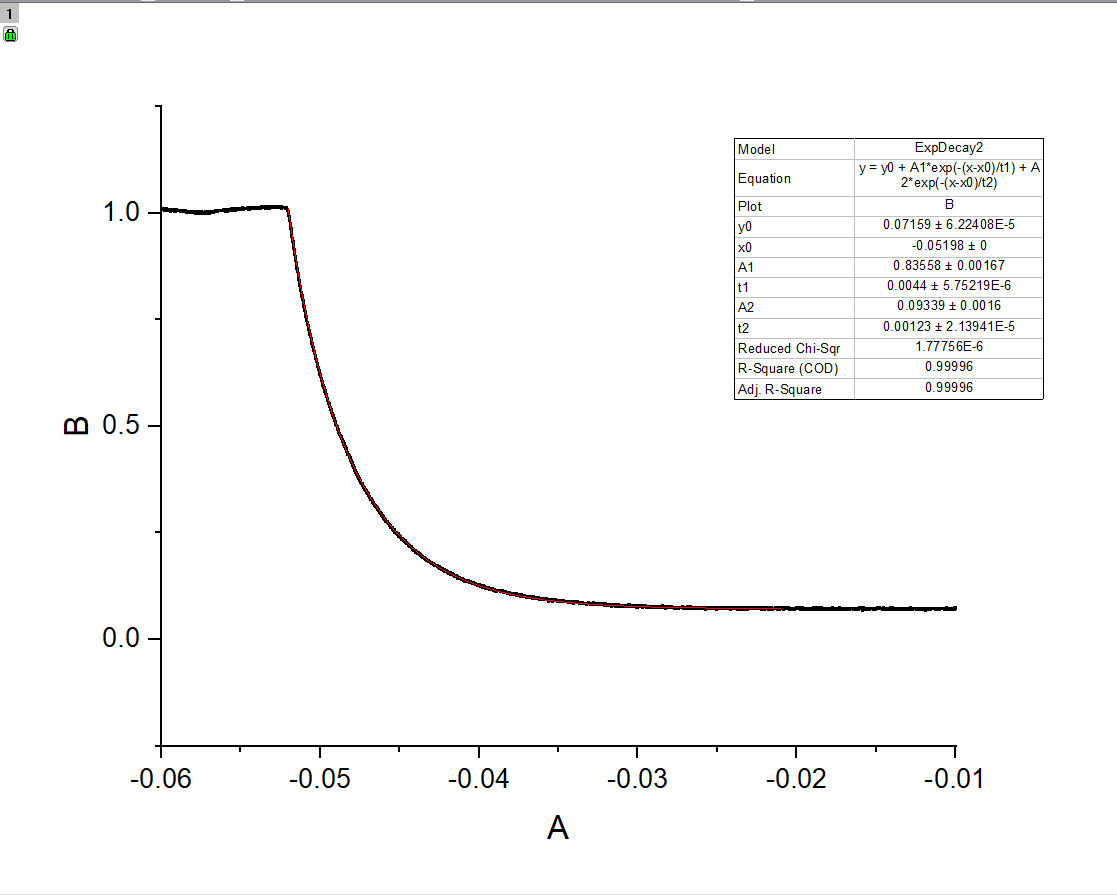 1
Model ExpDecay2
Equation y = y0 + A1*exp(-(x-x0)/t1) + A
2*exp(-(x-x0)/t2)
Plot B
y0 0.07159 ± 6.22408E-5
x0 -0.05198 ± 0
A1 0.83558 ± 0.00167
t1 0.0044 ± 5.75219E-6
A2 0.09339 ± 0.0016
t2 0.00123 ± 2.13941E-5
Reduced Chi-Sqr 1.77756E-6
R-Square (COD) 0.99996
Adj. R-Square 0.99996
1.0
0.5
0.0
B
-0.06 -0.05 -0.04 -0.03 -0.02 -0.01
A